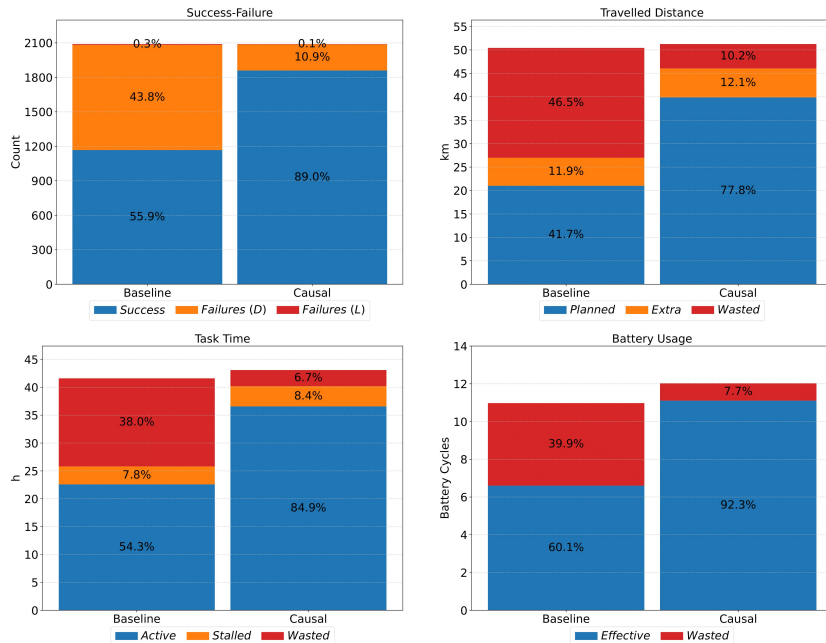 Success-Failure
2100
1800
1500
1200
900
600
300
0
Count
0.3%
43.8%
55.9%
0.1%
10.9%
89.0%
Baseline
Causal
Success
Failures (D)
Failures (L)
Travelled Distance
55
50
45
40
35
30
25
20
15
10
5
0
km
46.5%
11.9%
41.7%
10.2%
12.1%
77.8%
Baseline
Causal
Planned
Extra
Wasted
Task Time
45
40
35
30
25
20
15
10
5
0
h
38.0%
7.8%
54.3%
6.7%
8.4%
84.9%
Baseline
Causal
Active
Stalled
Wasted
Battery Usage
14
12
10
8
6
4
2
0
Battery Cycles
39.9%
60.1%
7.7%
92.3%
Baseline
Causal
Effective
Wasted